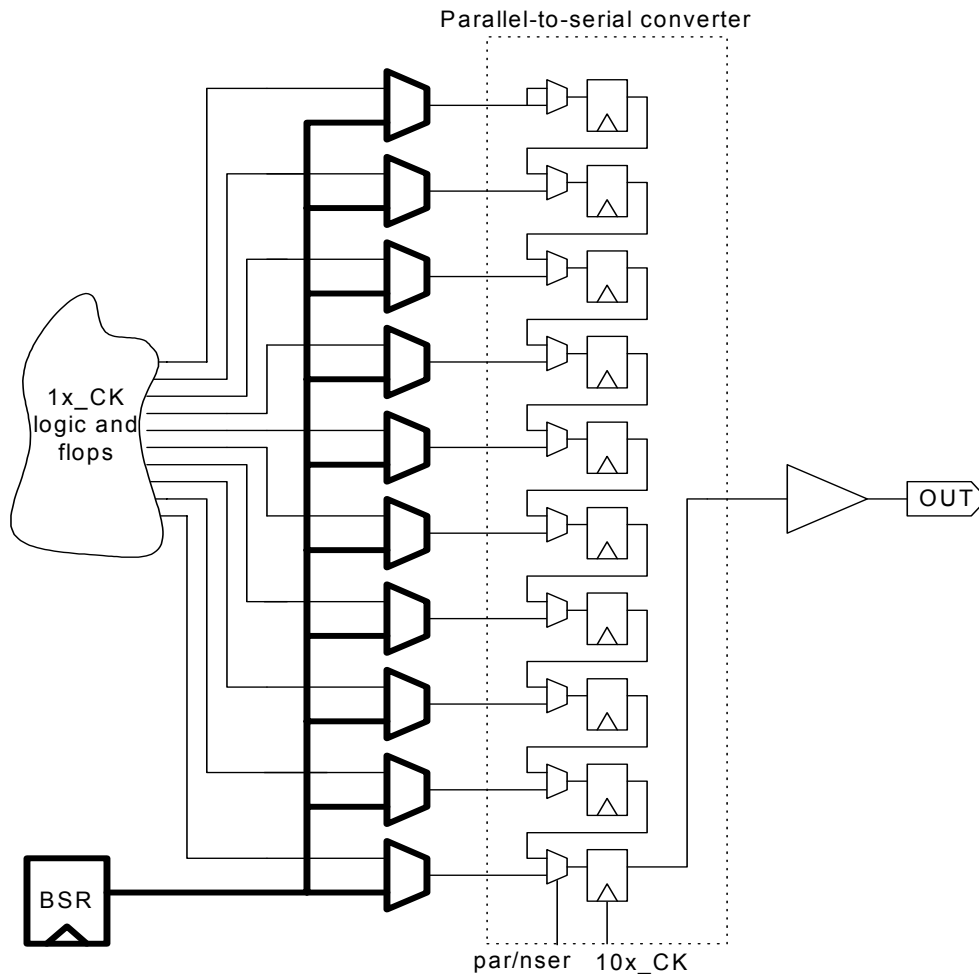 Parallel-to-serial converter
1x_CK
logic and
flops
OUT
BSR
par/nser
10x_CK